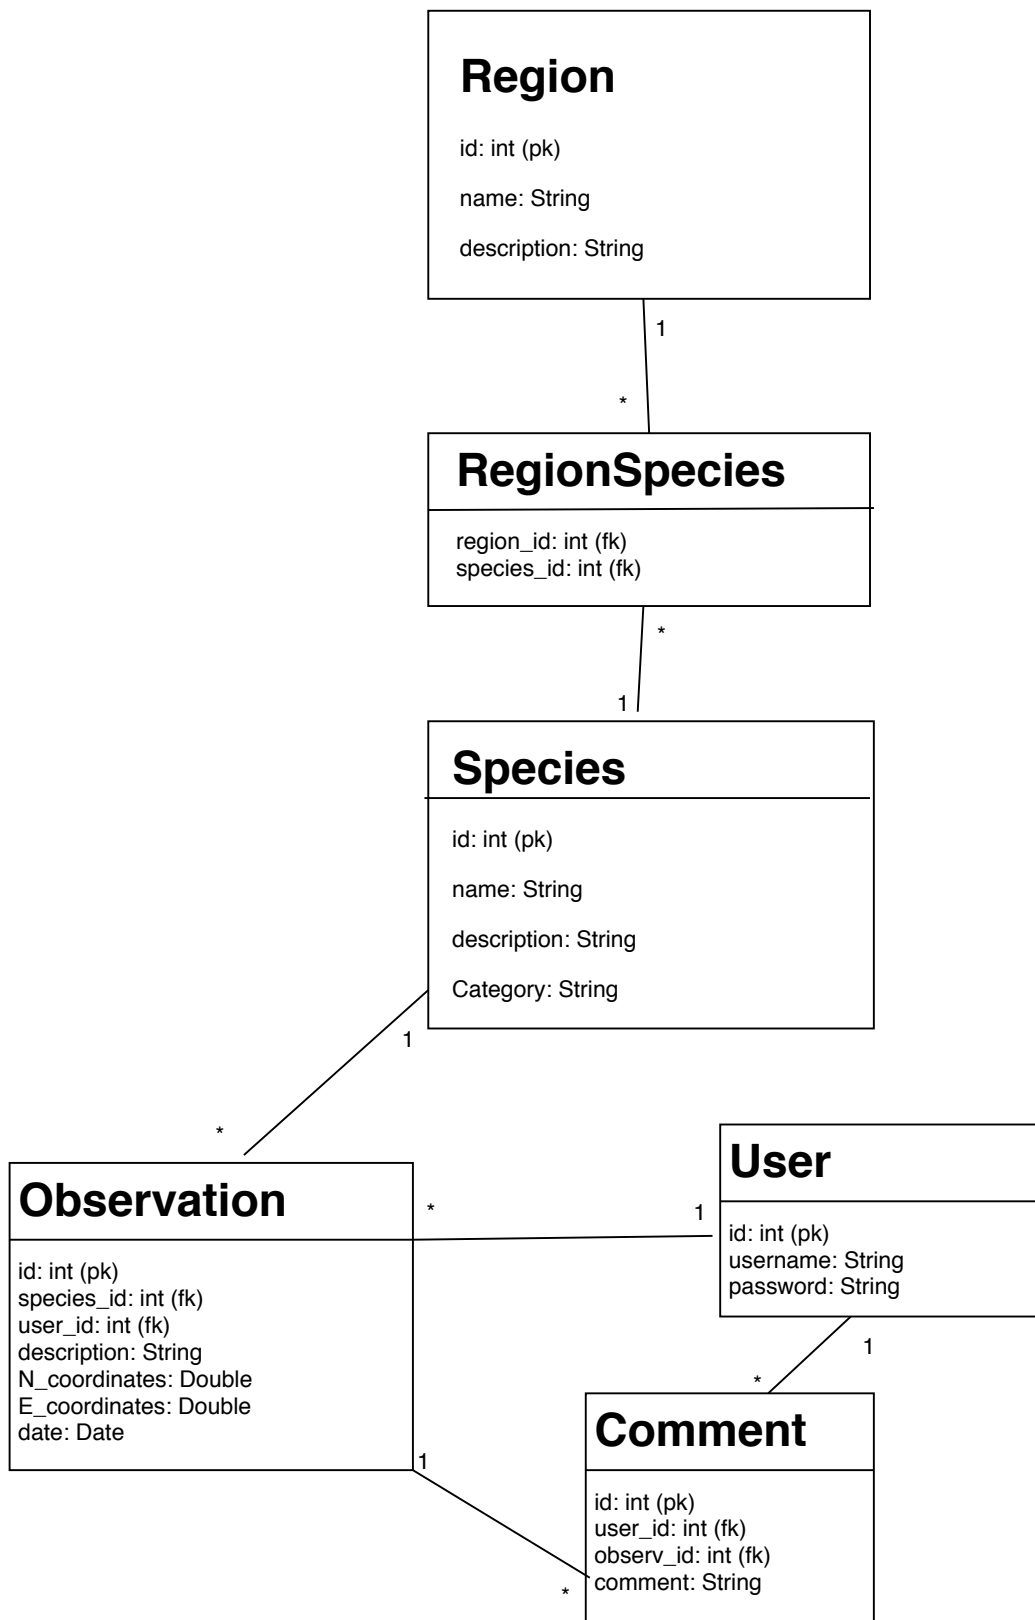 Region
id: int (pk)
name: String
description: String
1
*
RegionSpecies
region_id: int (fk)
species_id: int (fk)
*
1
Species
id: int (pk)
name: String
description: String
Category: String
1
*
Observation
id: int (pk)
species_id: int (fk)
user_id: int (fk)
description: String
N_coordinates: Double
E_coordinates: Double
date: Date
*
1
User
id: int (pk)
username: String
password: String
1
*
1
*
Comment
id: int (pk)
user_id: int (fk)
observ_id: int (fk)
comment: String